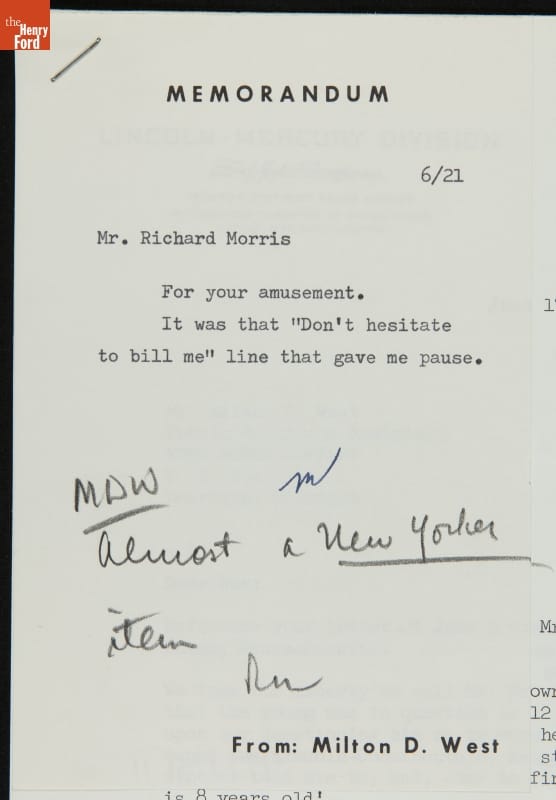 the
Henry
Ford
MEMORANDUM
6/21
Mr. Richard Morris
For your amusement.
It was that "Don't hesitate
to bill me" line that gave me pause.
MDW
Almost a New Yorker
item
RM
From: Milton D. West
is 8 years old!